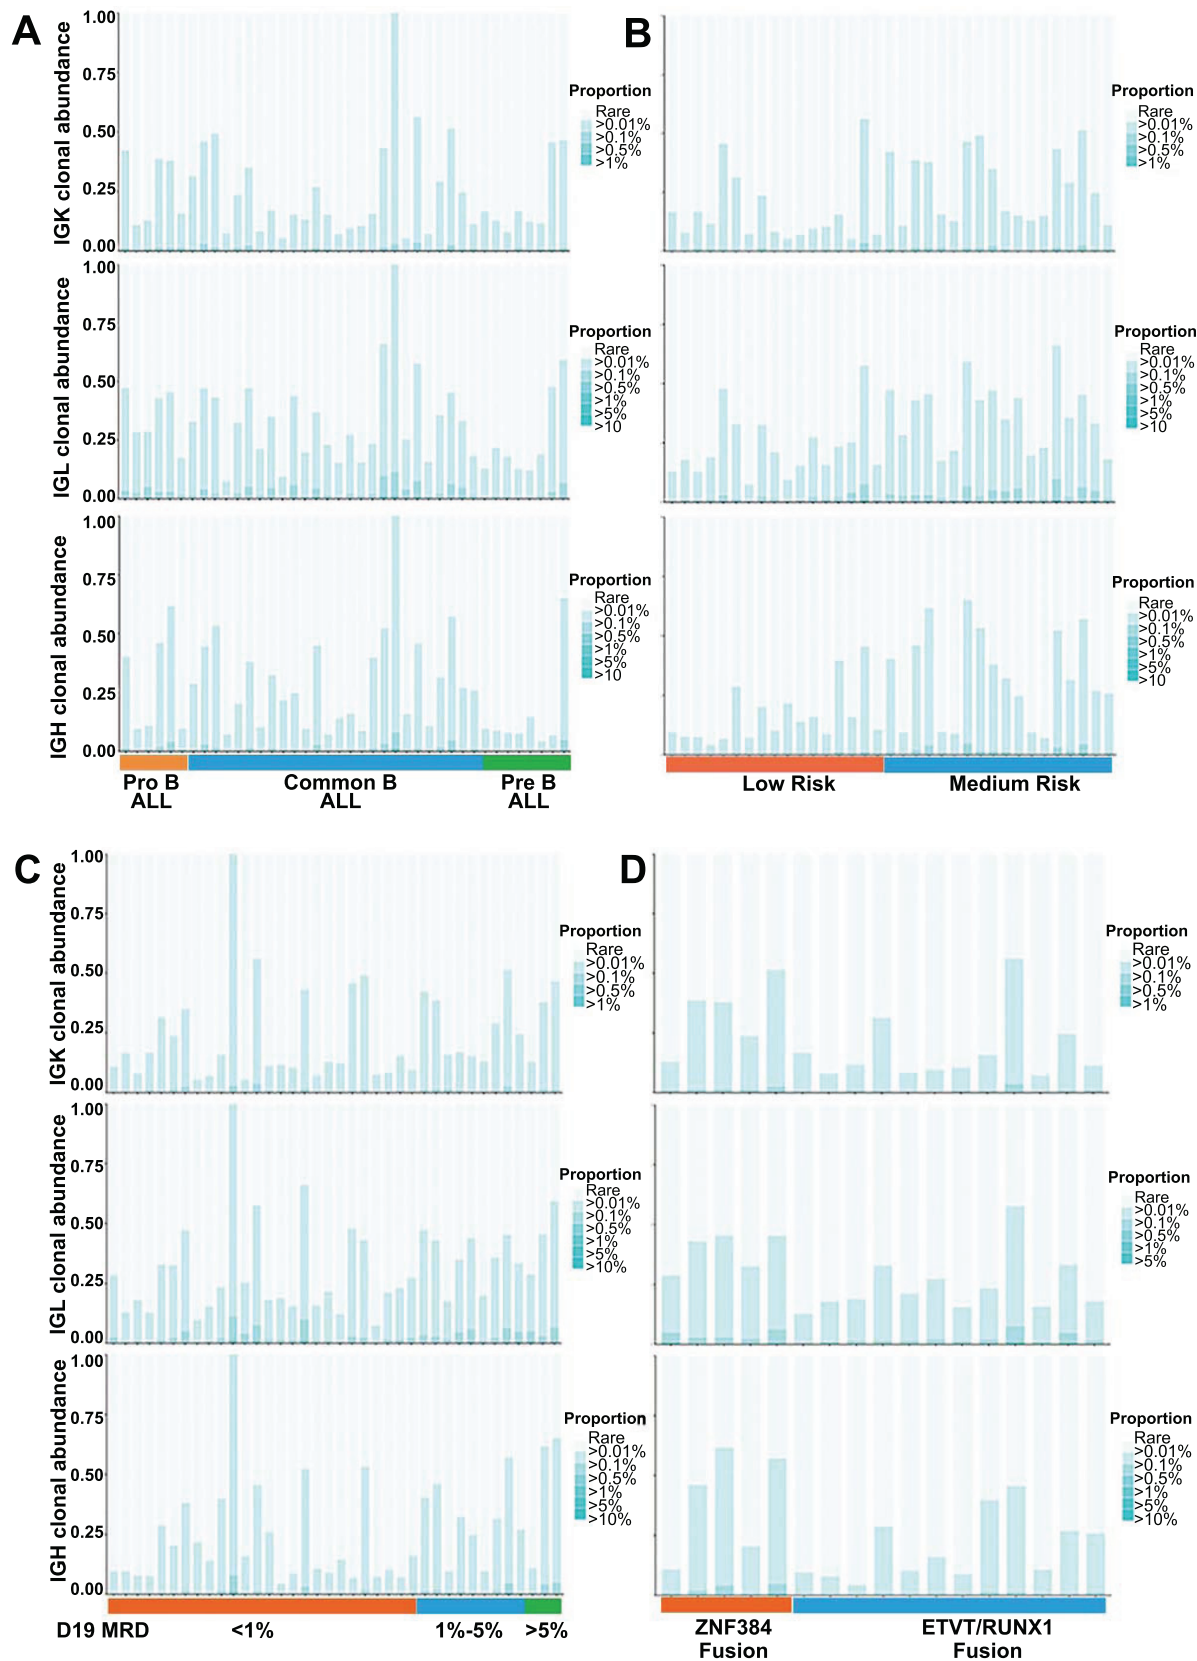 A
IGK clonal abundance
1.00
0.75
0.50
0.25
0.00
Proportion
Rare
>0.01%
>0.1%
>0.5%
>1%
IGL clonal abundance
1.00
0.75
0.50
0.25
0.00
Proportion
Rare
>0.01%
>0.1%
>0.5%
>1%
>5%
>10
IGH clonal abundance
1.00
0.75
0.50
0.25
0.00
Proportion
Rare
>0.01%
>0.1%
>0.5%
>1%
>5%
>10
Pro B
ALL
Common B
ALL
Pre B
ALL
B
Proportion
Rare
>0.01%
>0.1%
>0.5%
>1%
Proportion
Rare
>0.01%
>0.1%
>0.5%
>1%
>5%
>10
Proportion
Rare
>0.01%
>0.1%
>0.5%
>1%
>5%
>10
Low Risk
Medium Risk
C
IGK clonal abundance
1.00
0.75
0.50
0.25
0.00
Proportion
Rare
>0.01%
>0.1%
>0.5%
>1%
IGL clonal abundance
1.00
0.75
0.50
0.25
0.00
Proportion
Rare
>0.01%
>0.1%
>0.5%
>1%
>5%
>10%
IGH clonal abundance
1.00
0.75
0.50
0.25
0.00
Proportion
Rare
>0.01%
>0.1%
>0.5%
>1%
>5%
>10%
D19 MRD
<1%
1%-5%
>5%
D
Proportion
Rare
>0.01%
>0.1%
>0.5%
>1%
Proportion
Rare
>0.01%
>0.1%
>0.5%
>1%
>5%
Proportion
Rare
>0.01%
>0.1%
>0.5%
>1%
>5%
>10%
ZNF384
Fusion
ETVT/RUNX1
Fusion